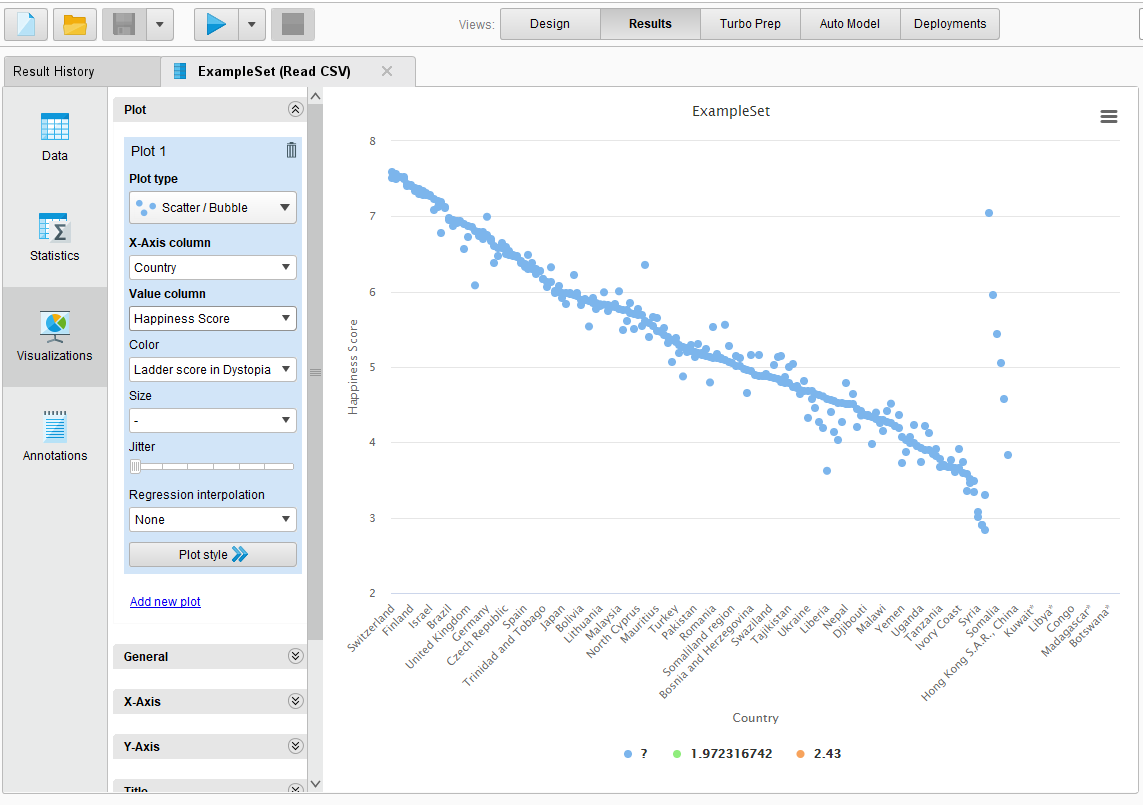 Views: Design Results Turbo Prep Auto Model Deployments
Result History ExampleSet (Read CSV)
Data
Statistics
Visualizations
Annotations
Plot
Plot 1
Plot type
Scatter / Bubble
X-Axis column
Country
Value column
Happiness Score
Color
Ladder score in Dystopia
Size
-
Jitter
Regression interpolation
None
Plot style
Add new plot
General
X-Axis
Y-Axis
Title
ExampleSet
Happiness Score
8
7
6
5
4
3
2
Switzerland
Finland
Israel
Brazil
United Kingdom
Germany
Czech Republic
Spain
Trinidad and Tobago
Japan
Bolivia
Lithuania
Malaysia
North Cyprus
Mauritius
Turkey
Pakistan
Romania
Somaliland region
Bosnia and Herzegovina
Swaziland
Tajikistan
Ukraine
Liberia
Nepal
Djibouti
Malawi
Yemen
Uganda
Tanzania
Ivory Coast
Syria
Somalia
Hong Kong S.A.R., China
Kuwait*
Libya*
Congo
Madagascar*
Botswana*
Country
? 1.972316742 2.43